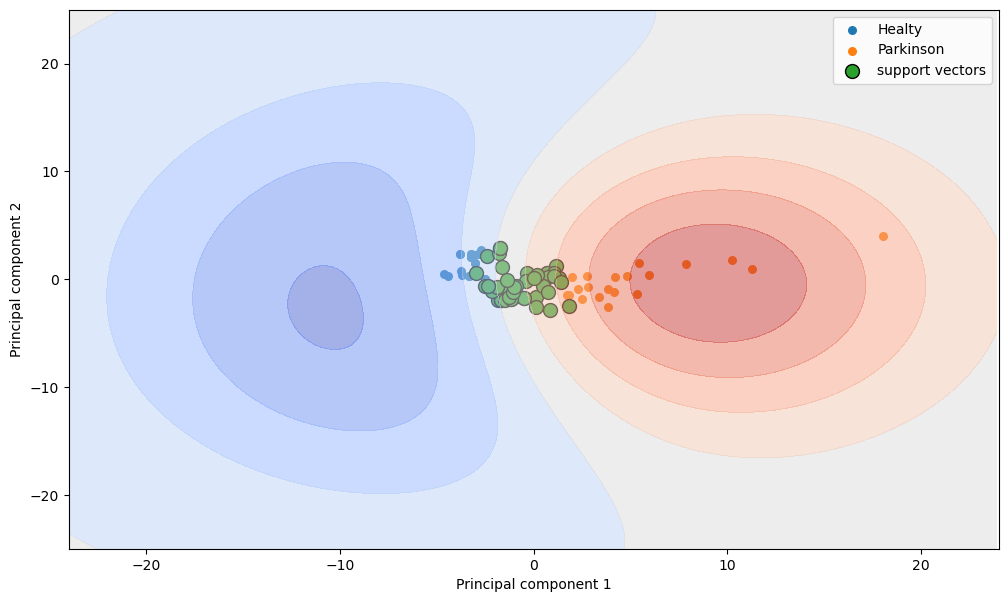 Healty
Parkinson
support vectors
20
10
0
−10
−20
Principal component 2
−20
−10
0
10
20
Principal component 1